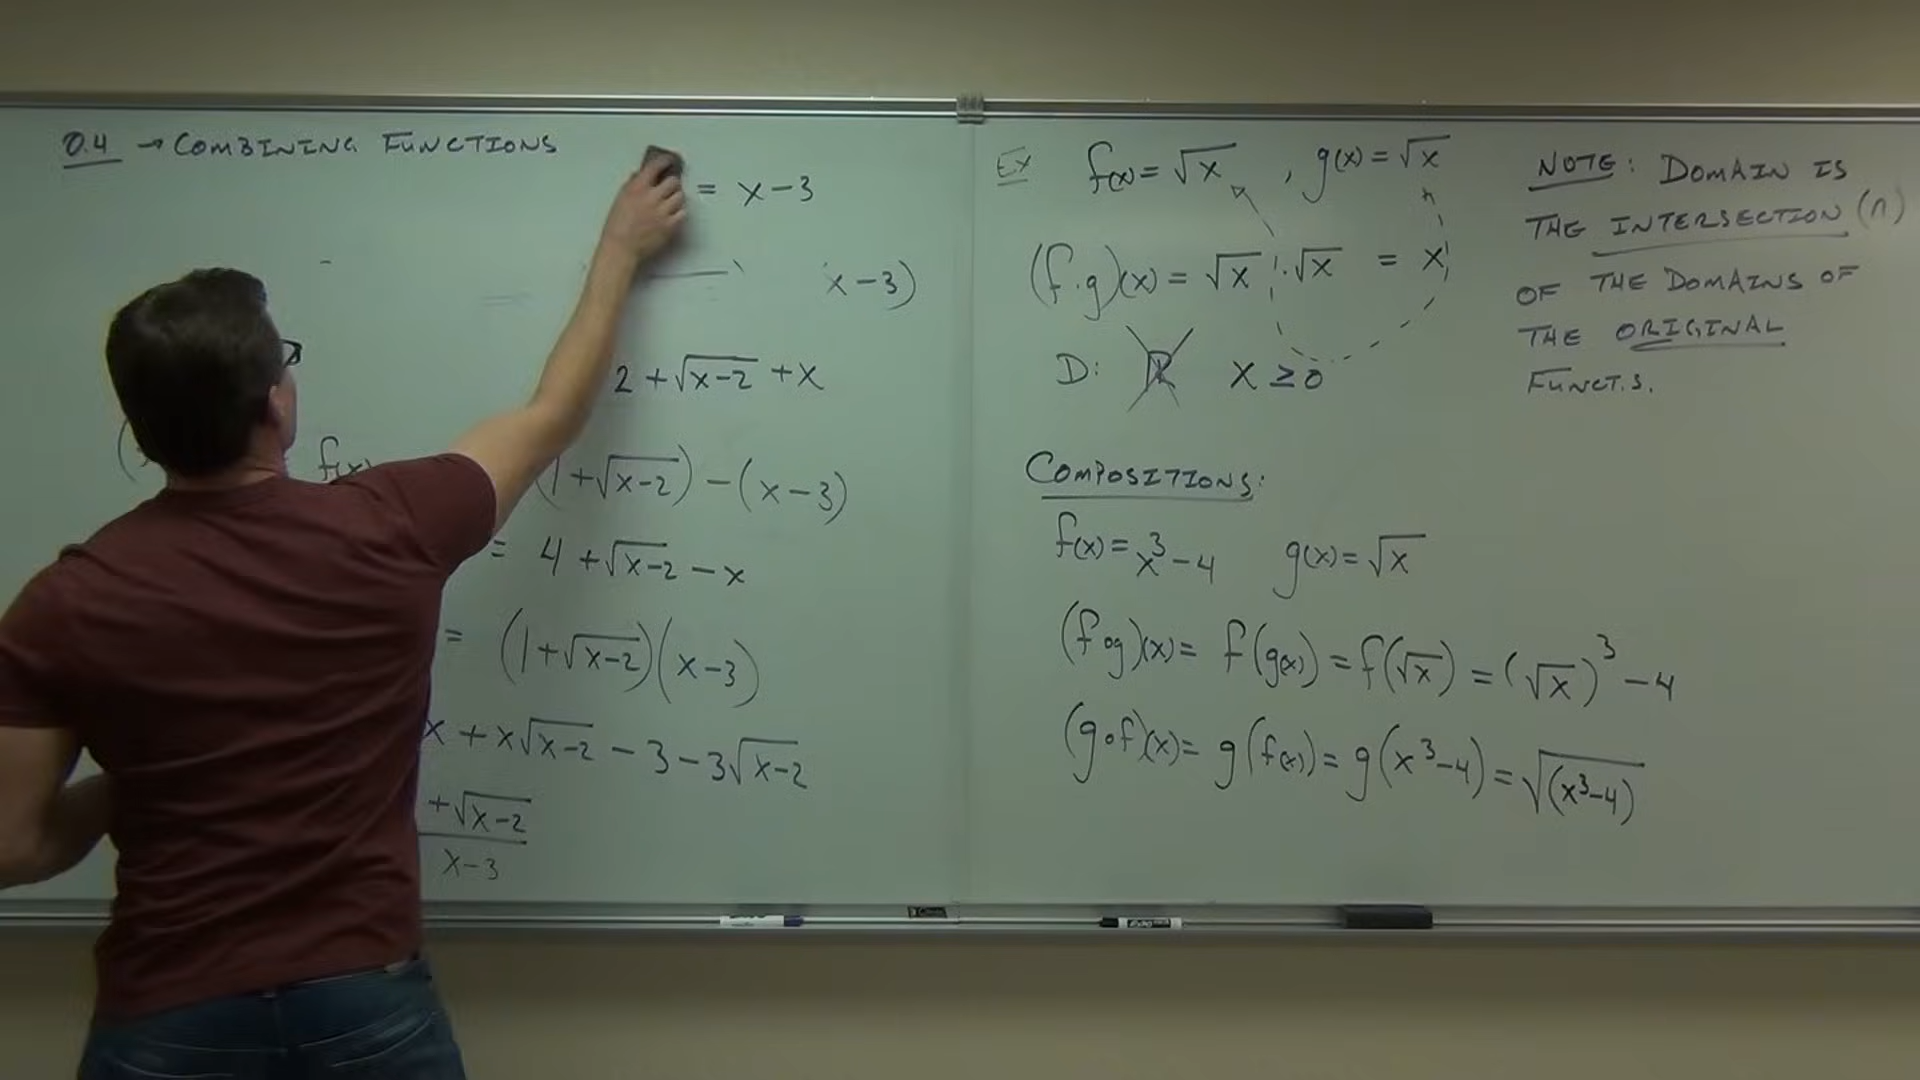 0.4 → COMBINING FUNCTIONS
= x-3
x-3)
2 + √(x-2) + x
f(x)
(1+√(x-2)) - (x-3)
= 4 + √(x-2) - x
= (1+√(x-2))(x-3)
x + x√(x-2) - 3 - 3√(x-2)
+√(x-2)
x-3
EX f(x) = √x , g(x) = √x
(f·g)(x) = √x · √x = x
D: ℝ x ≥ 0
NOTE: DOMAIN IS
THE INTERSECTION (∩)
OF THE DOMAINS OF
THE ORIGINAL
FUNCT.S.
COMPOSITIONS:
f(x) = x³-4 g(x) = √x
(f∘g)(x) = f(g(x)) = f(√x) = (√x)³ - 4
(g∘f)(x) = g(f(x)) = g(x³-4) = √(x³-4)